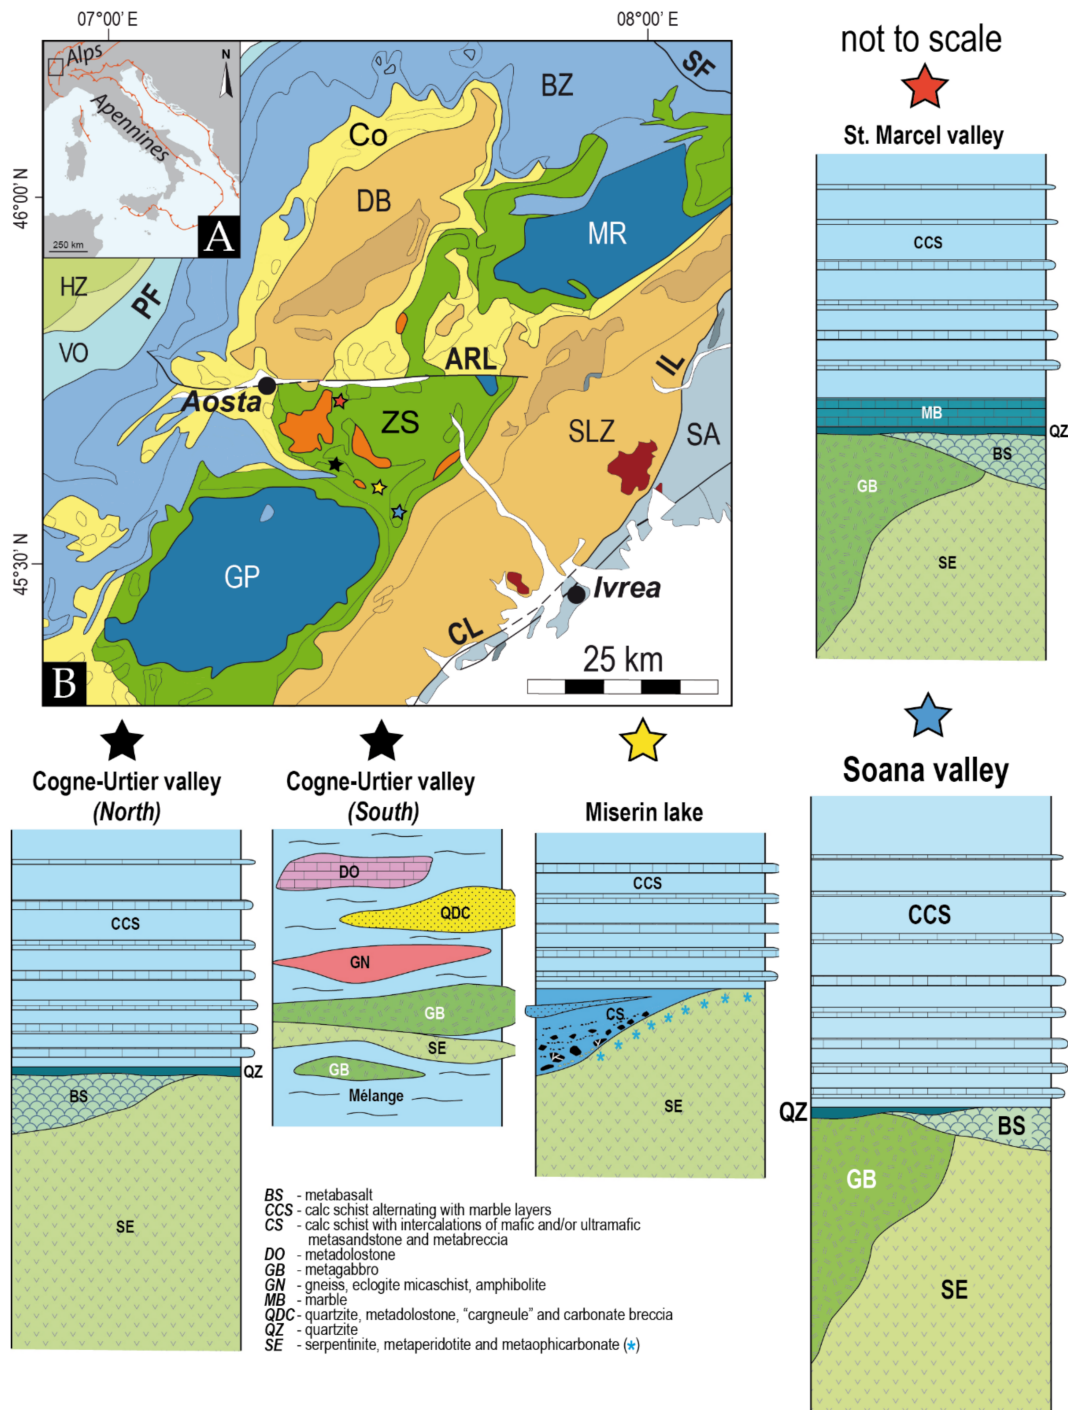 07°00' E
08°00' E
46°00' N
45°30' N
Alps
Apennines
N
250 km
A
SF
BZ
Co
DB
MR
HZ
PF
VO
ARL
IL
Aosta
ZS
SLZ
SA
GP
Ivrea
CL
25 km
B
not to scale
St. Marcel valley
CCS
MB
QZ
BS
GB
SE
Cogne-Urtier valley
(North)
CCS
QZ
BS
SE
Cogne-Urtier valley
(South)
DO
QDC
GN
GB
SE
GB
Mélange
Miserin lake
CCS
CS
SE
Soana valley
CCS
QZ
BS
GB
SE
BS - metabasalt
CCS - calc schist alternating with marble layers
CS - calc schist with intercalations of mafic and/or ultramafic
metasandstone and metabreccia
DO - metadolostone
GB - metagabbro
GN - gneiss, eclogite micaschist, amphibolite
MB - marble
QDC - quartzite, metadolostone, “cargneule” and carbonate breccia
QZ - quartzite
SE - serpentinite, metaperidotite and metaophicarbonate (*)